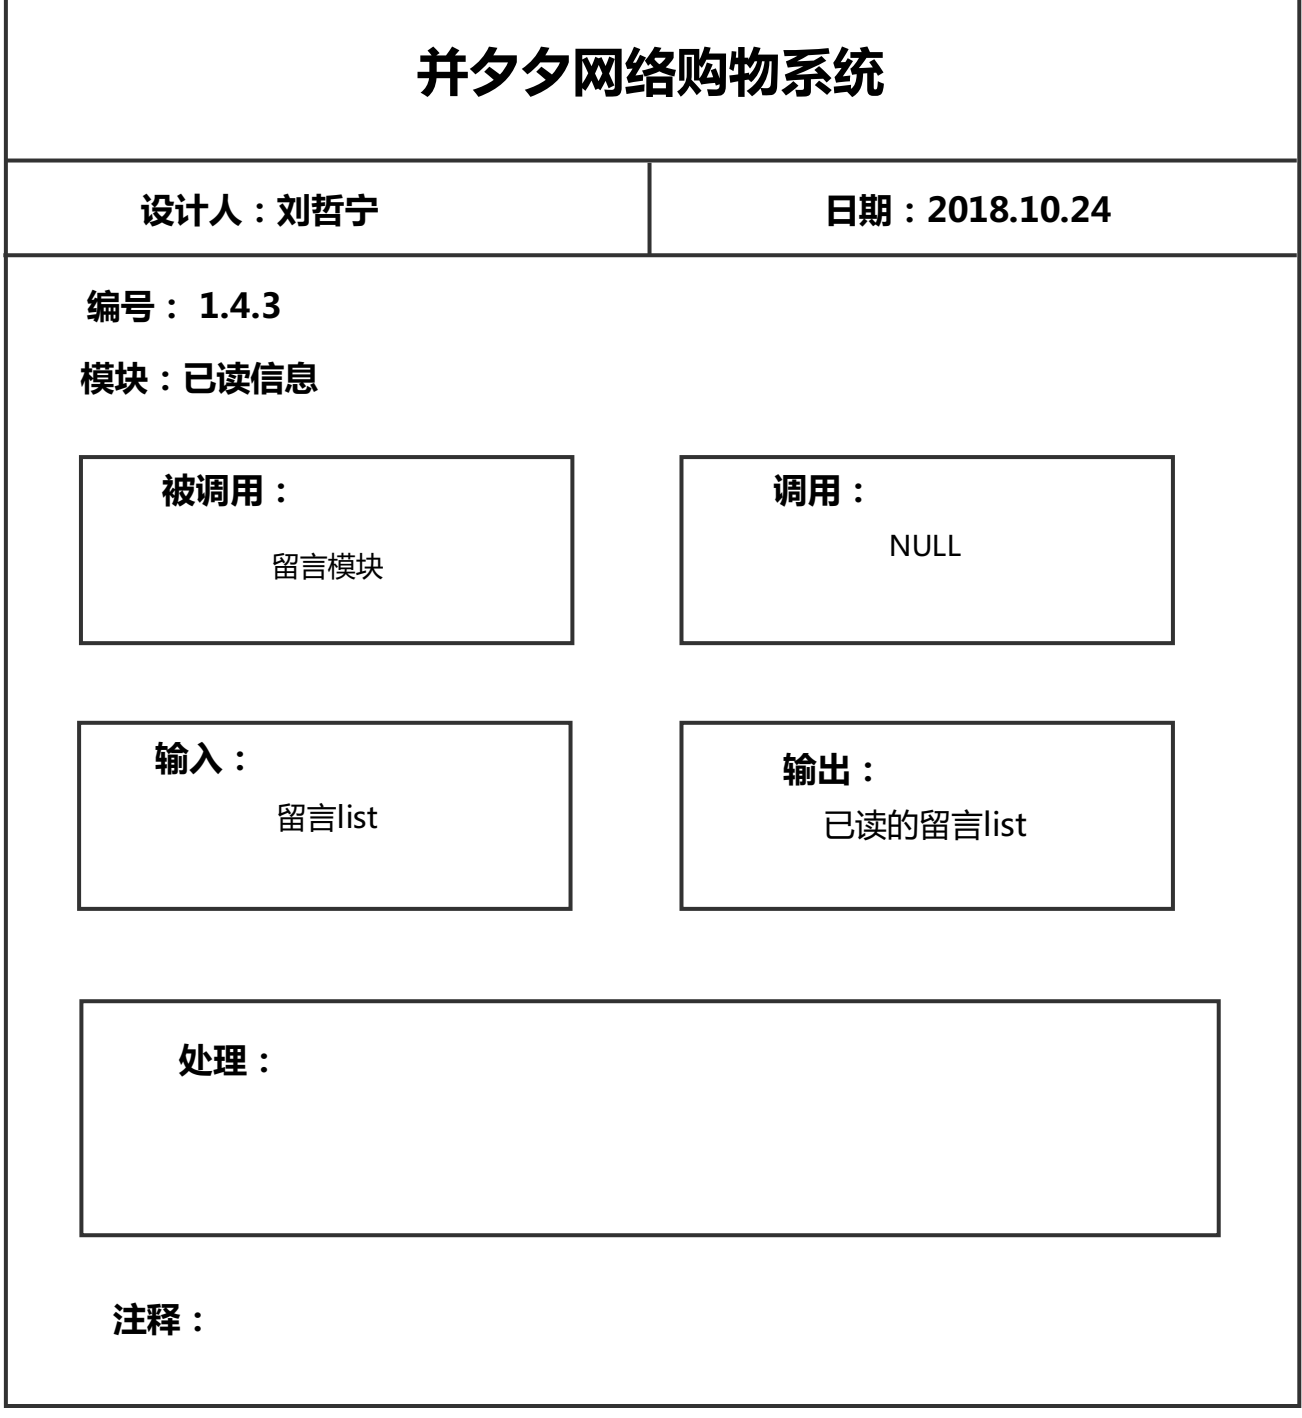 并夕夕网络购物系统
设计人：刘哲宁
日期：2018.10.24
编号： 1.4.3
模块：已读信息
被调用：
留言模块
调用：
NULL
输入：
留言list
输出：
已读的留言list
处理：
注释：